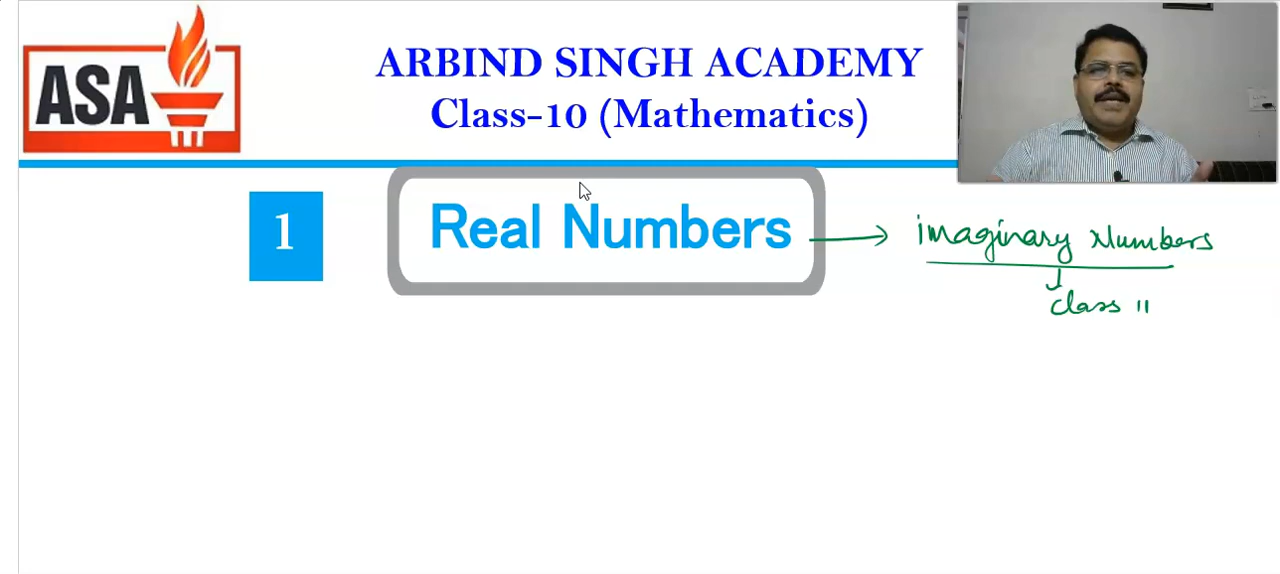 ASA
ARBIND SINGH ACADEMY
Class-10 (Mathematics)
1
Real Numbers
imaginary Numbers
class 11